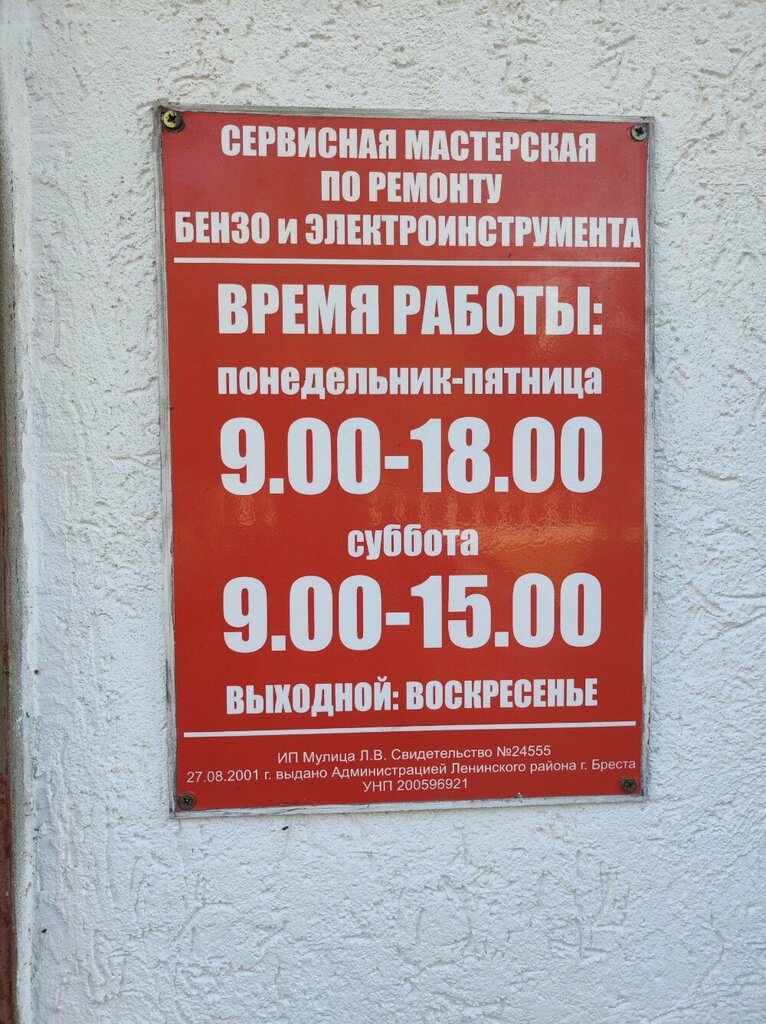 СЕРВИСНАЯ МАСТЕРСКАЯ
ПО РЕМОНТУ
БЕНЗО и ЭЛЕКТРОИНСТРУМЕНТА
ВРЕМЯ РАБОТЫ:
понедельник-пятница
9.00-18.00
суббота
9.00-15.00
ВЫХОДНОЙ: ВОСКРЕСЕНЬЕ
ИП Мулица Л.В. Свидетельство №24555
27.08.2001 г. выдано Администрацией Ленинского района г. Бреста
УНП 200596921